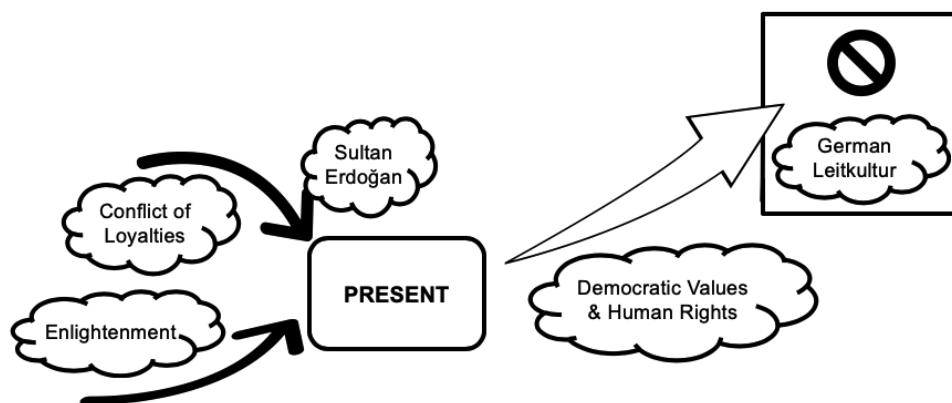 Sultan
Erdoğan
German
Leitkultur
Conflict of
Loyalties
PRESENT
Democratic Values
& Human Rights
Enlightenment